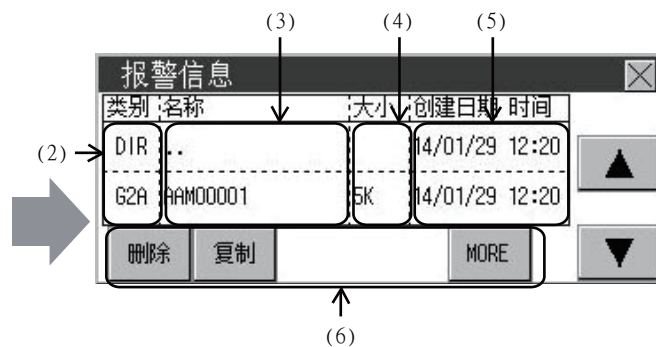 (3) (4) (5)
报警信息
类别 名称 大小 创建日期 时间
(2)
DIR .. 14/01/29 12:20
G2A AAM00001 5K 14/01/29 12:20
删除 复制 MORE
(6)